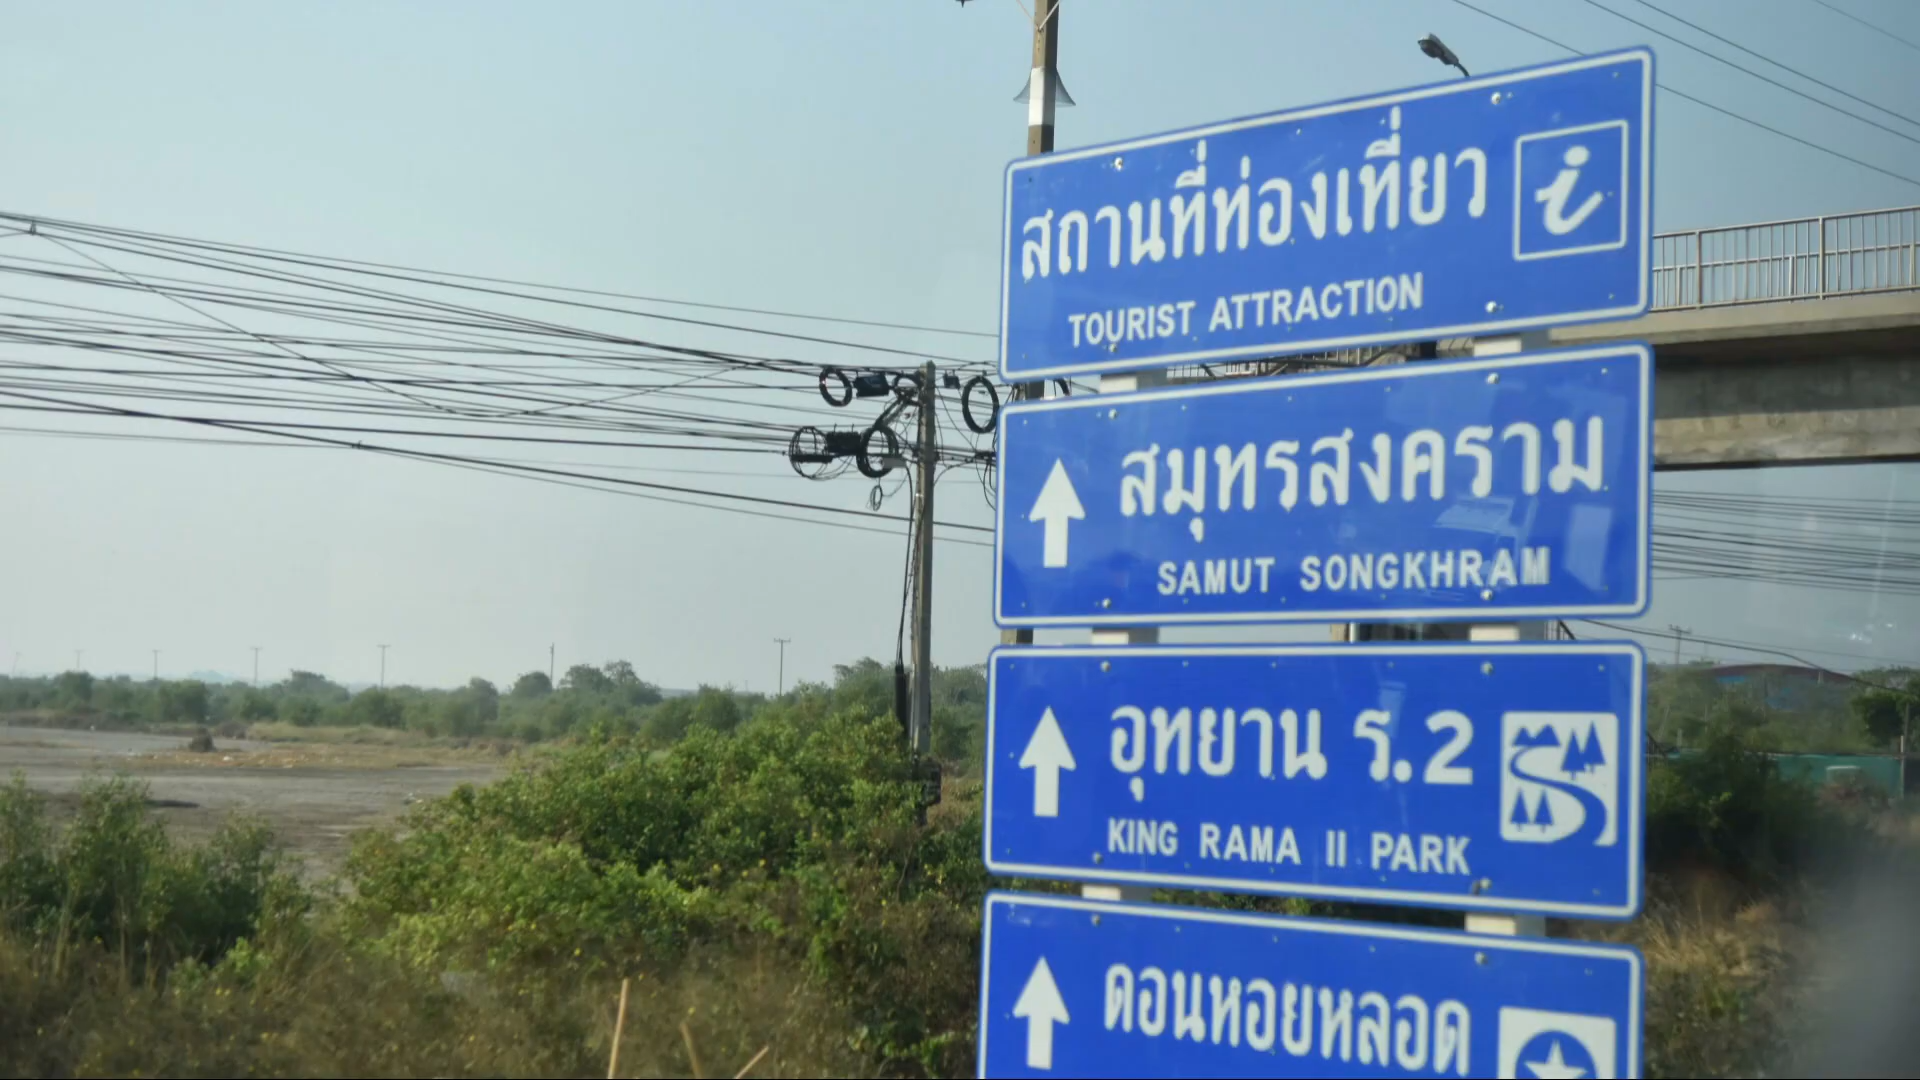 สถานที่ท่องเที่ยว
TOURIST ATTRACTION
สมุทรสงคราม
SAMUT SONGKHRAM
อุทยาน ร.2
KING RAMA II PARK
ดอนหอยหลอด